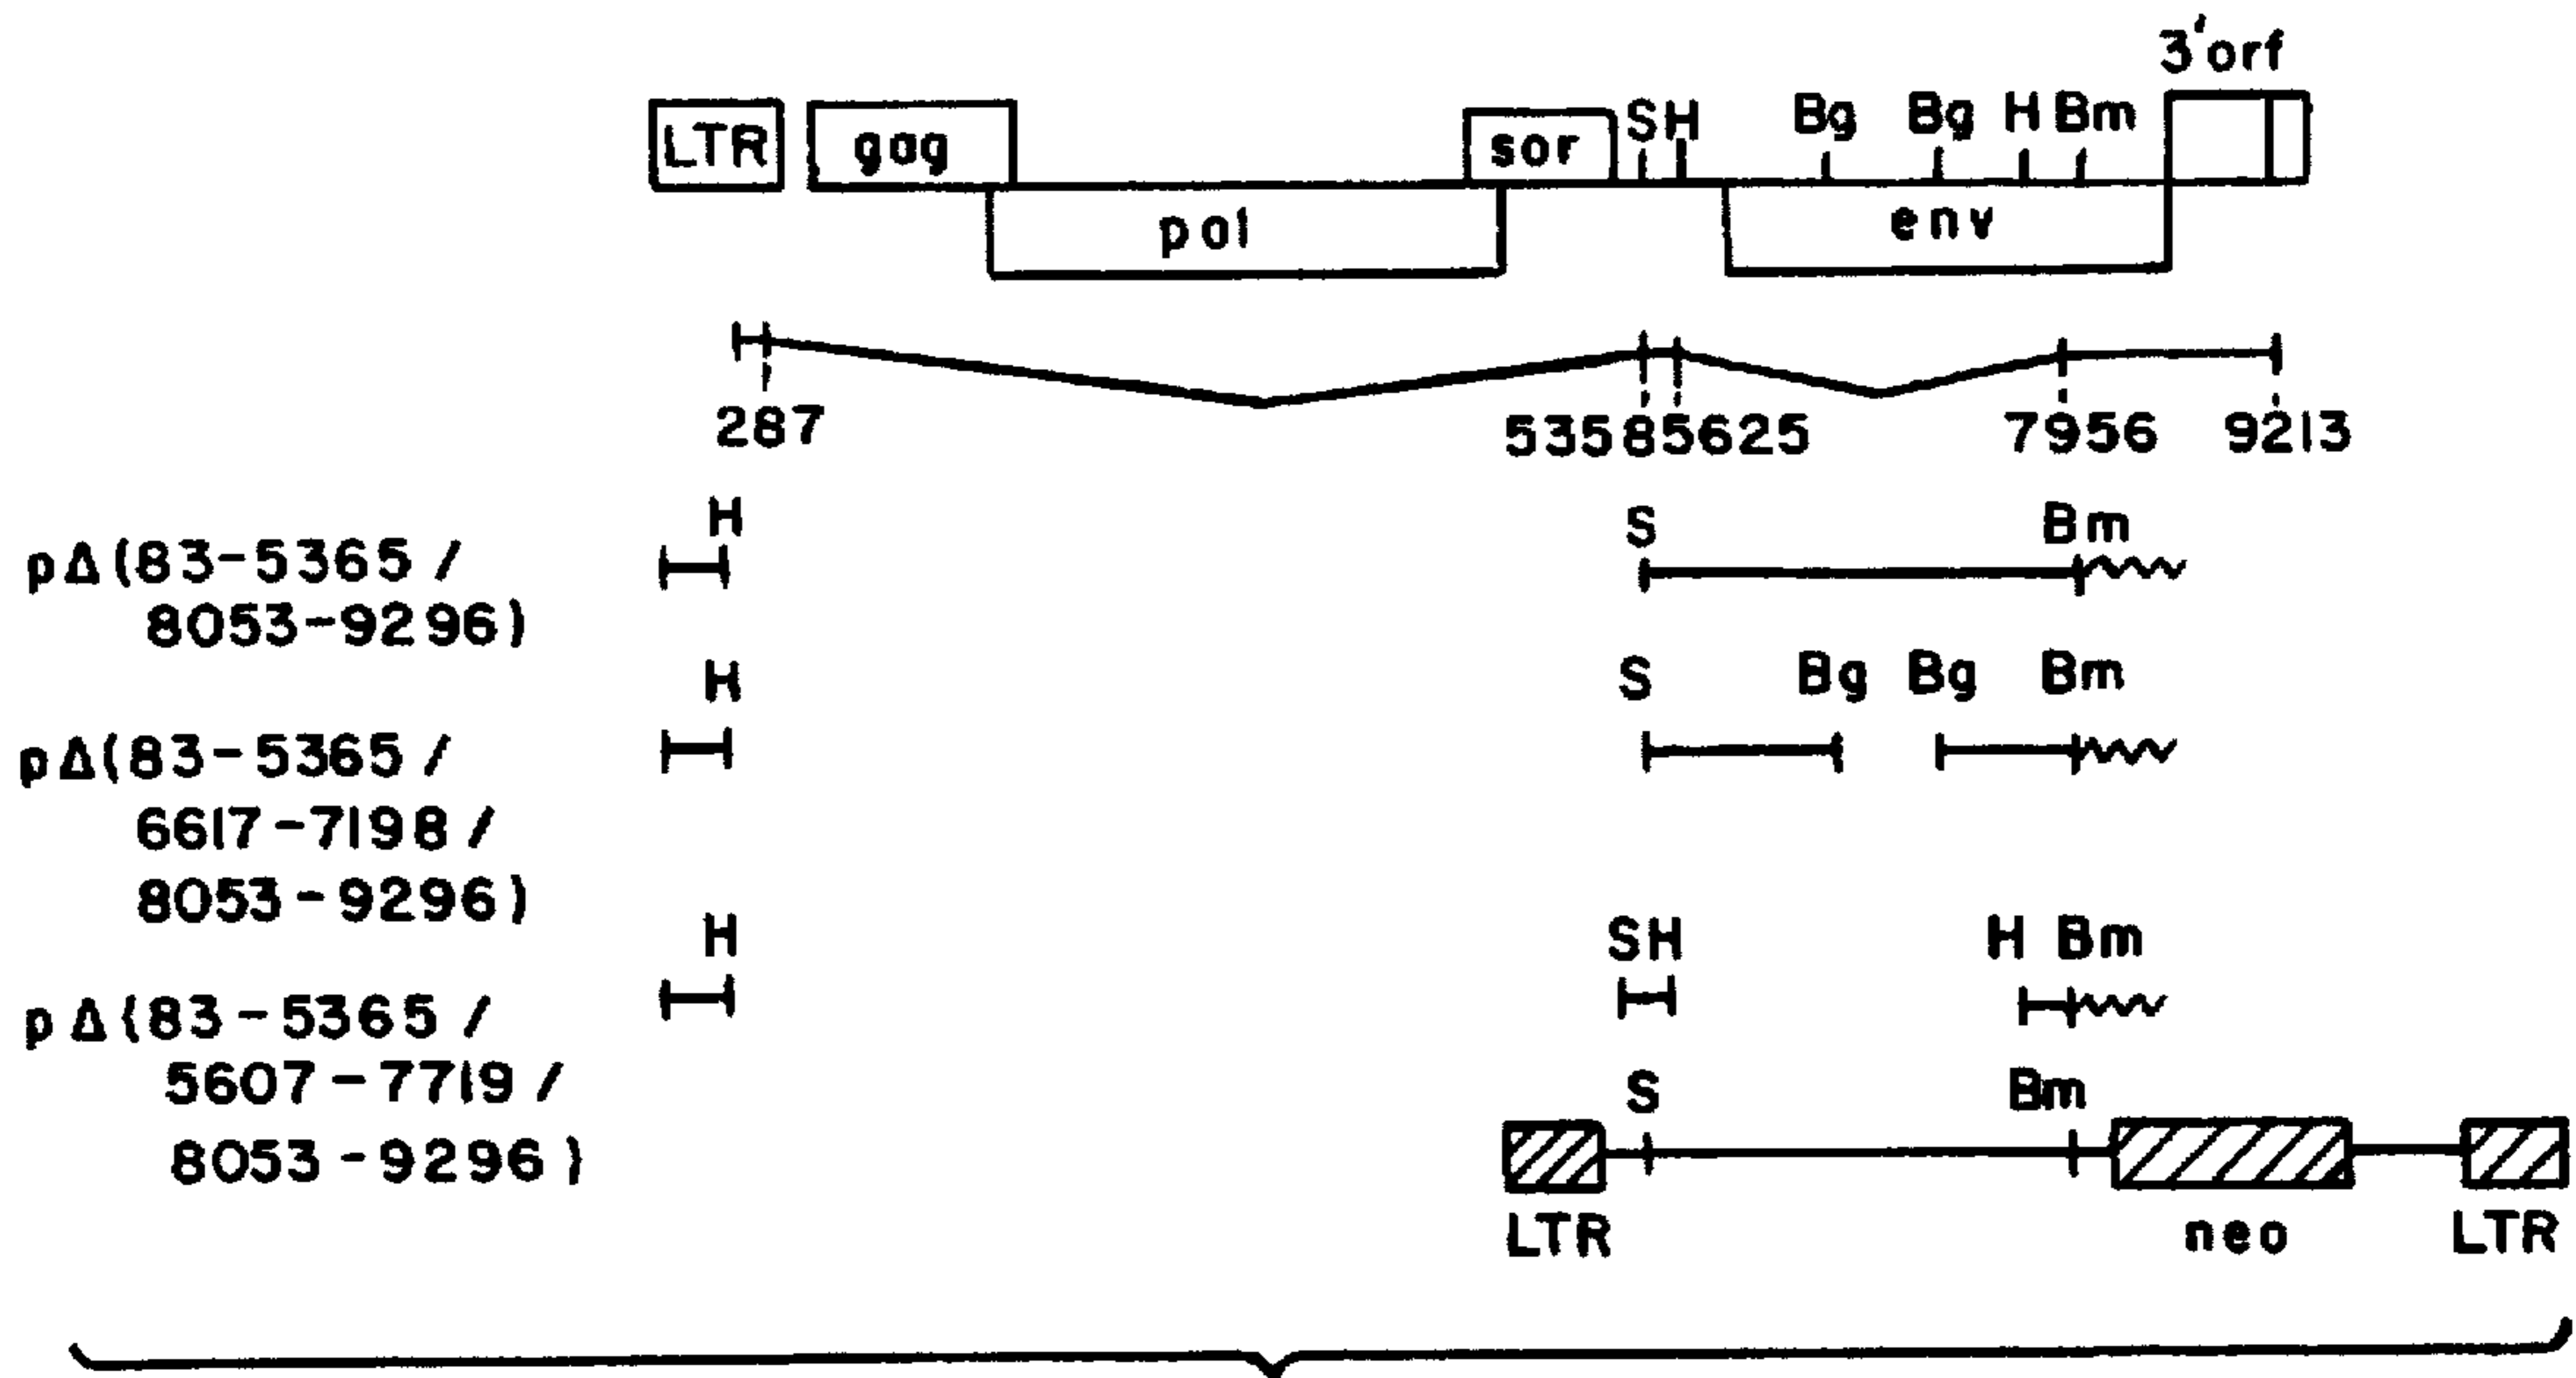 3'orf
LTR gag sor S H Bg Bg H Bm
pol env
287 5358 5625 7956 9213
H S Bm
pΔ(83-5365 /
8053-9296)
H S Bg Bg Bm
pΔ(83-5365 /
6617-7198 /
8053-9296)
H SH H Bm
pΔ(83-5365 /
5607-7719 /
8053-9296)
S Bm
LTR neo LTR